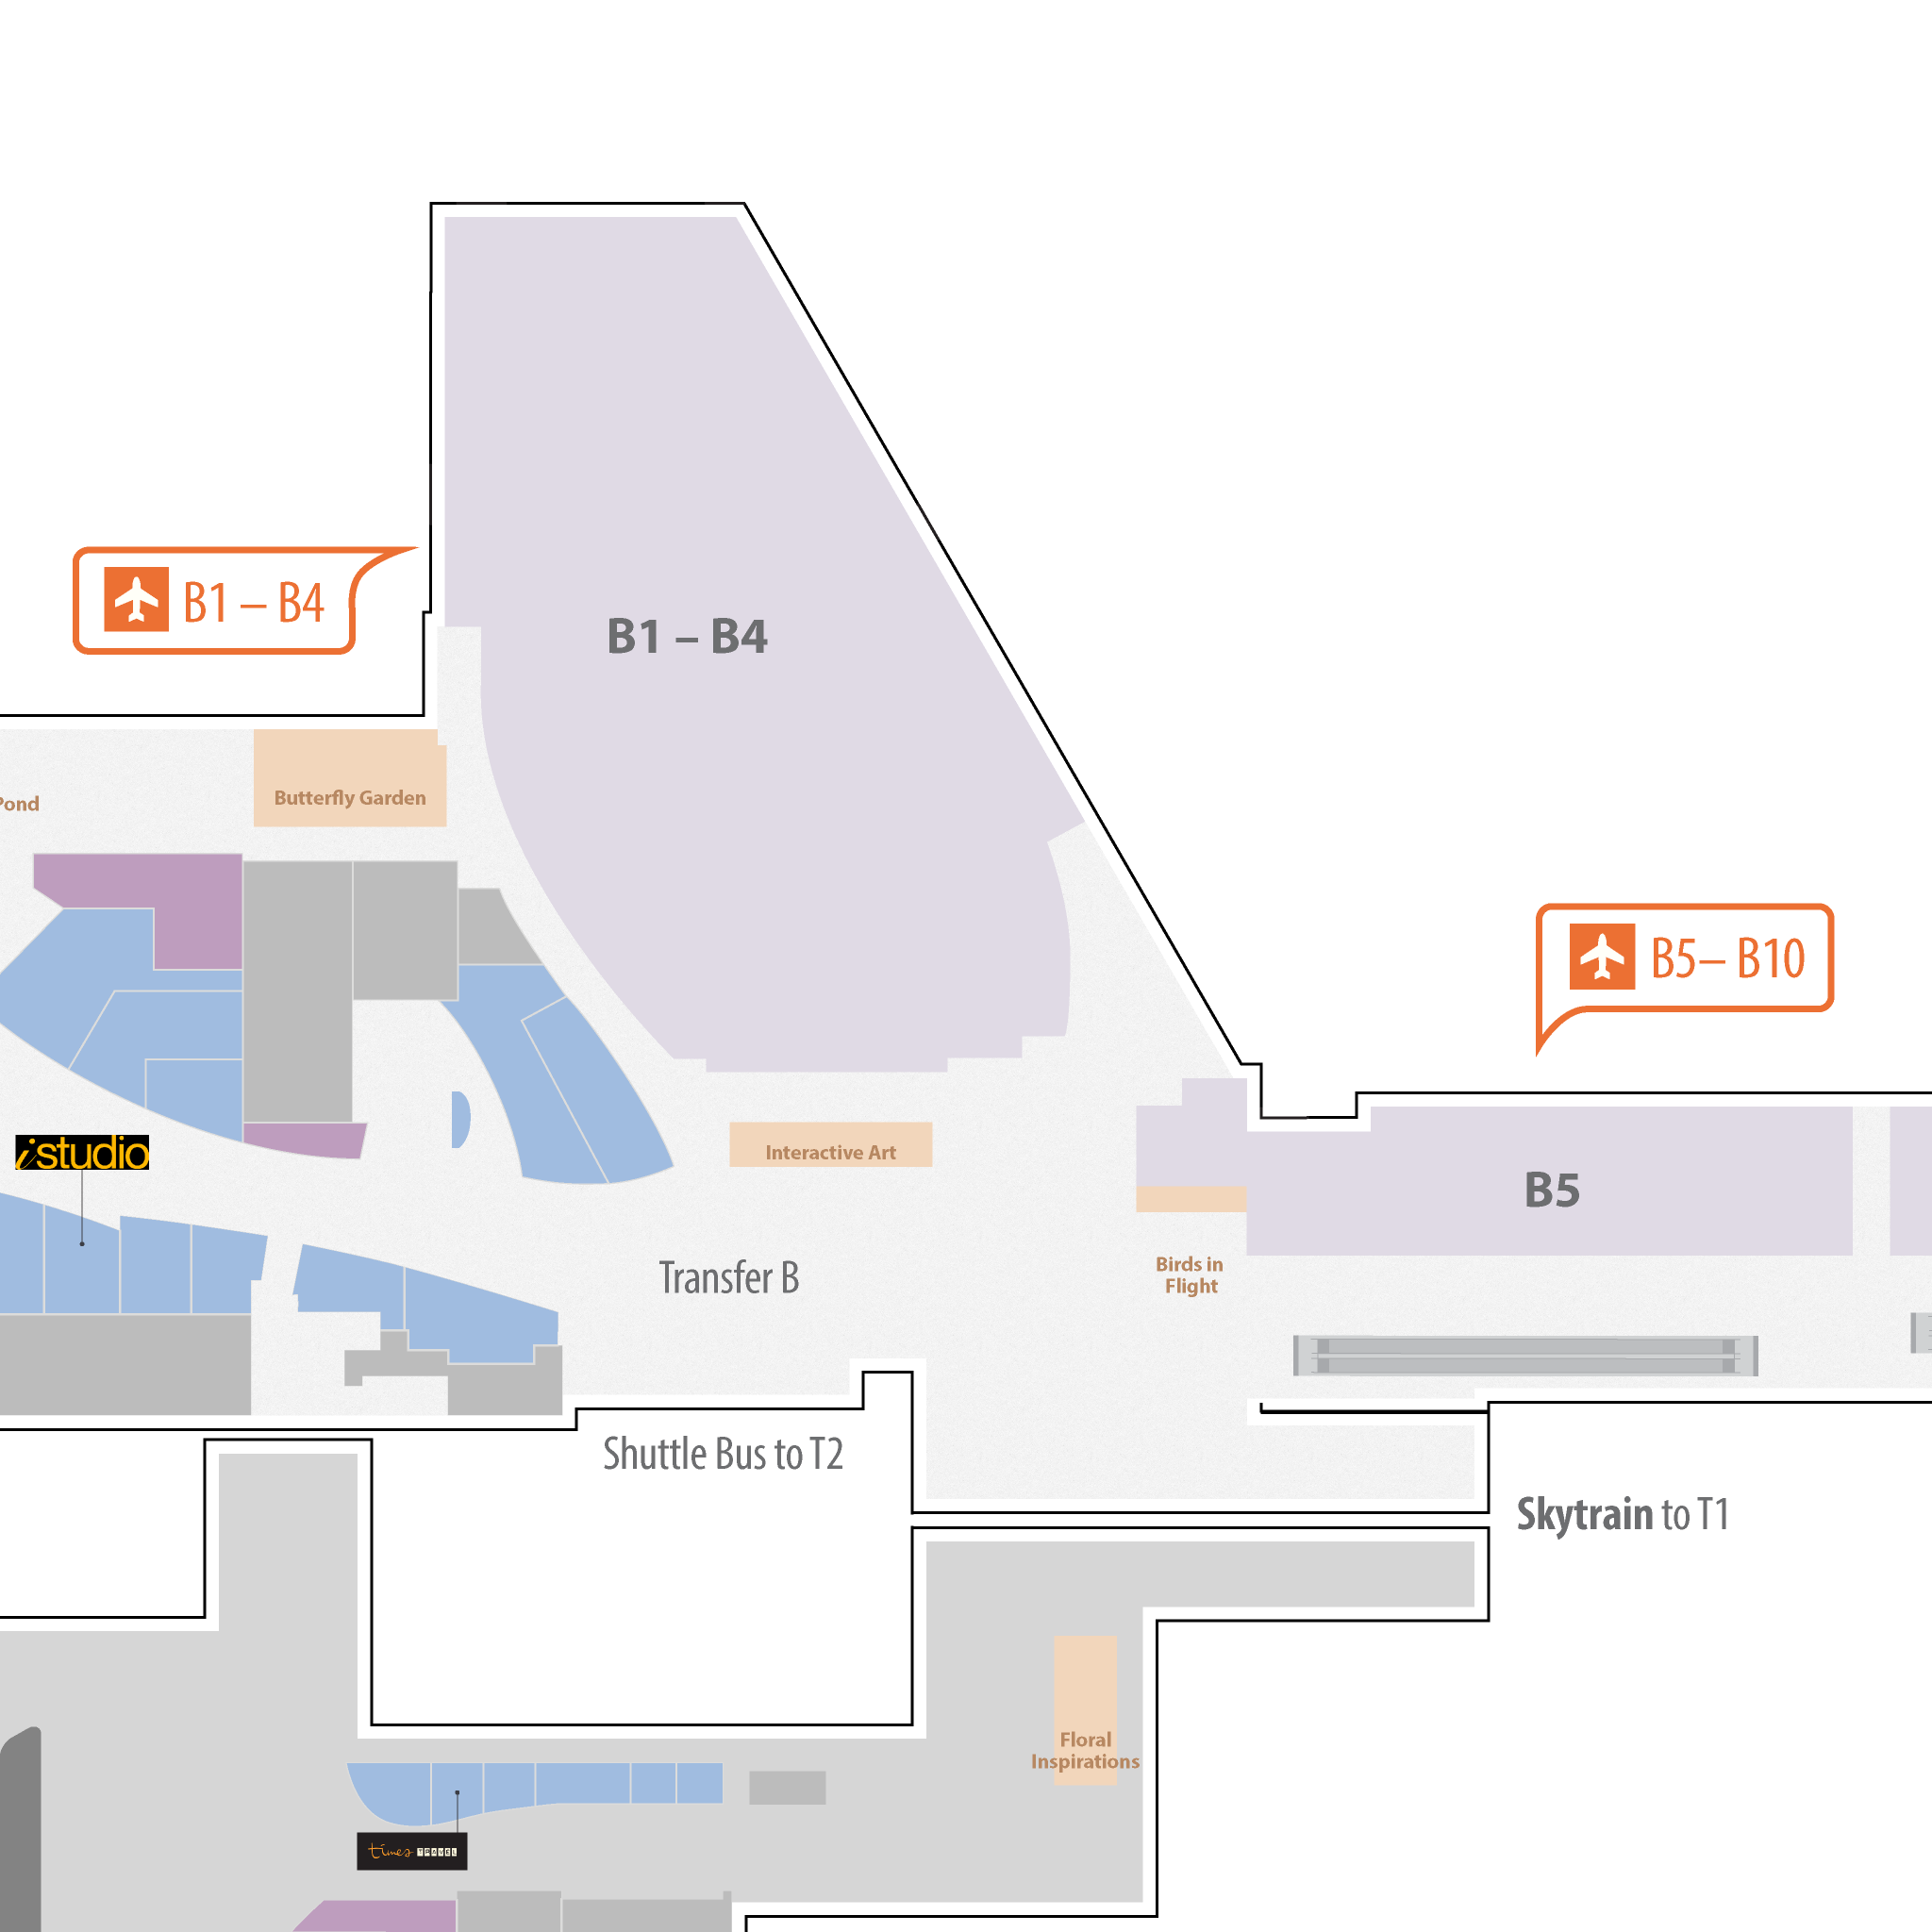 B1 – B4
B1 – B4
Pond
Butterfly Garden
B5– B10
iStudio
Interactive Art
B5
Transfer B
Birds in
Flight
Shuttle Bus to T2
Skytrain to T1
Floral
Inspirations
times TRAVEL